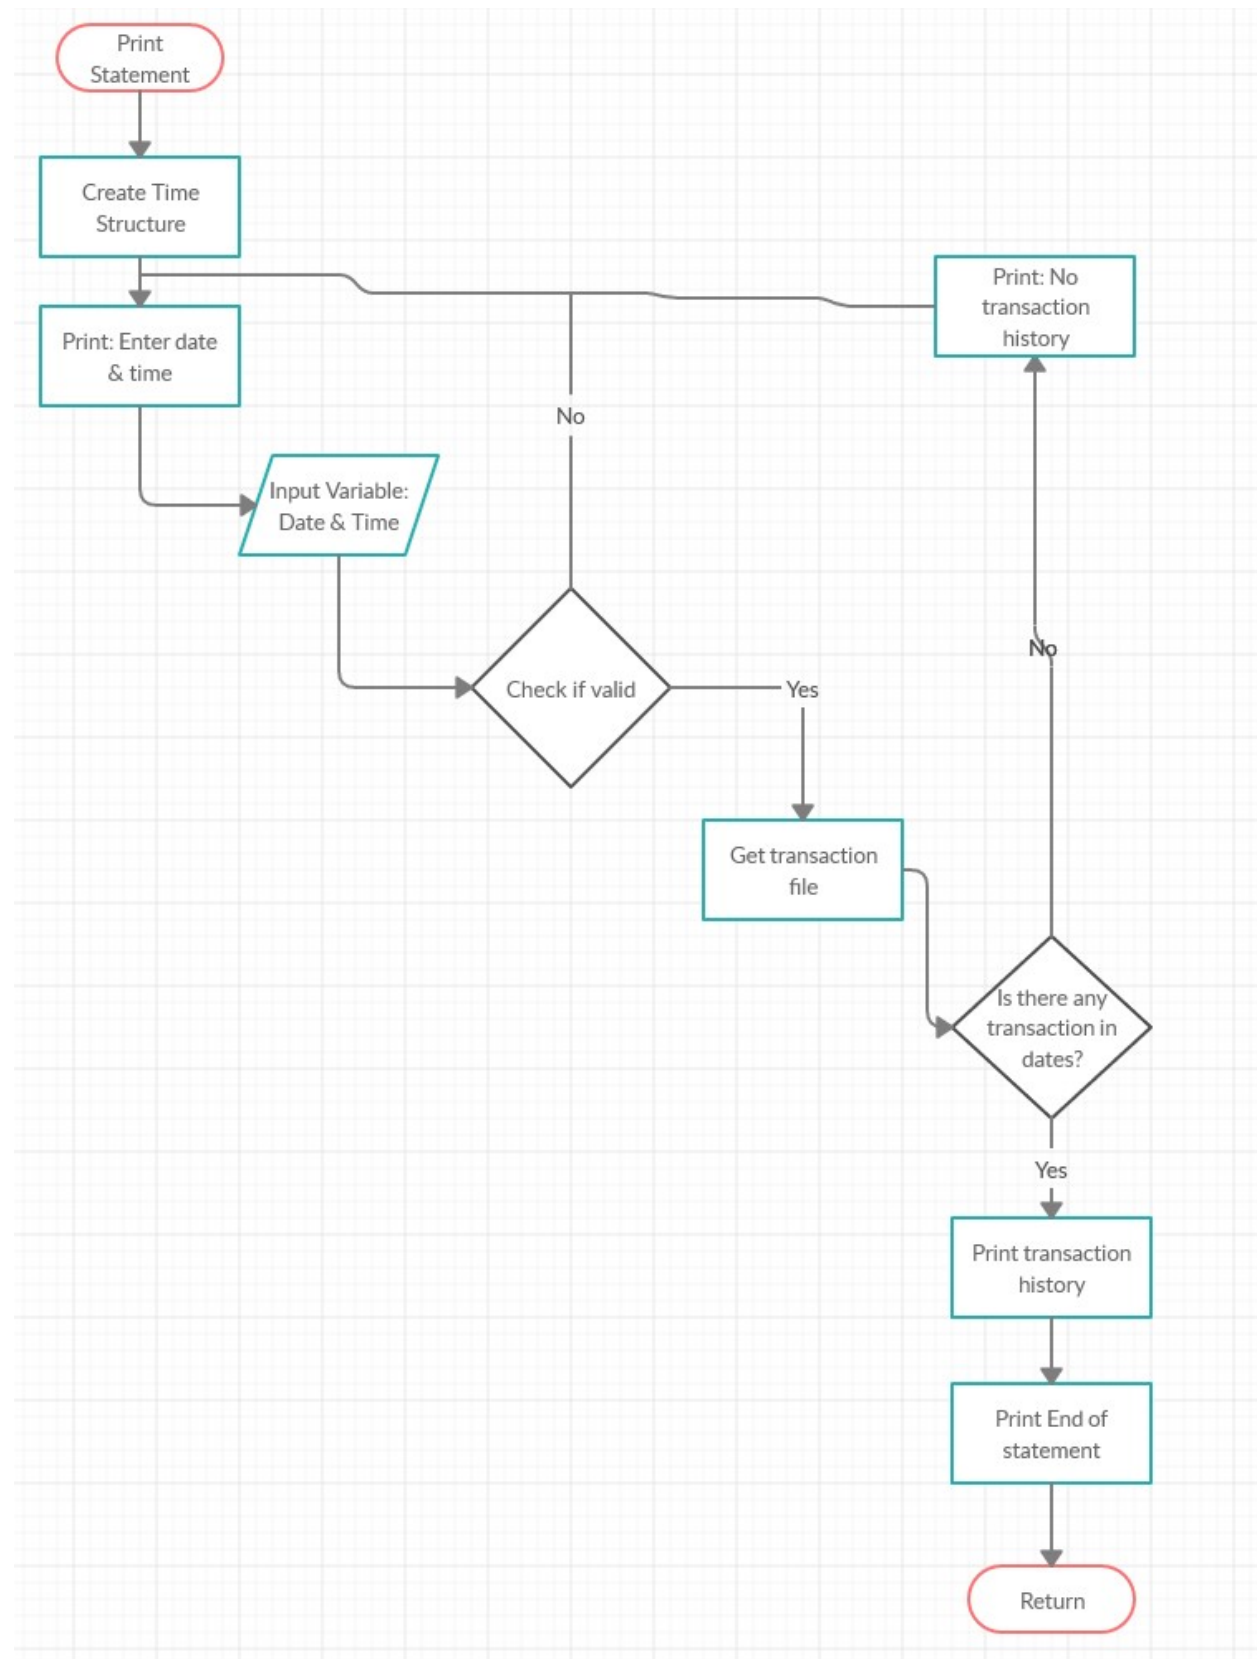 Print
Statement
Create Time
Structure
Print: No
transaction
history
Print: Enter date
& time
No
Input Variable:
Date & Time
No
Check if valid
Yes
Get transaction
file
Is there any
transaction in
dates?
Yes
Print transaction
history
Print End of
statement
Return